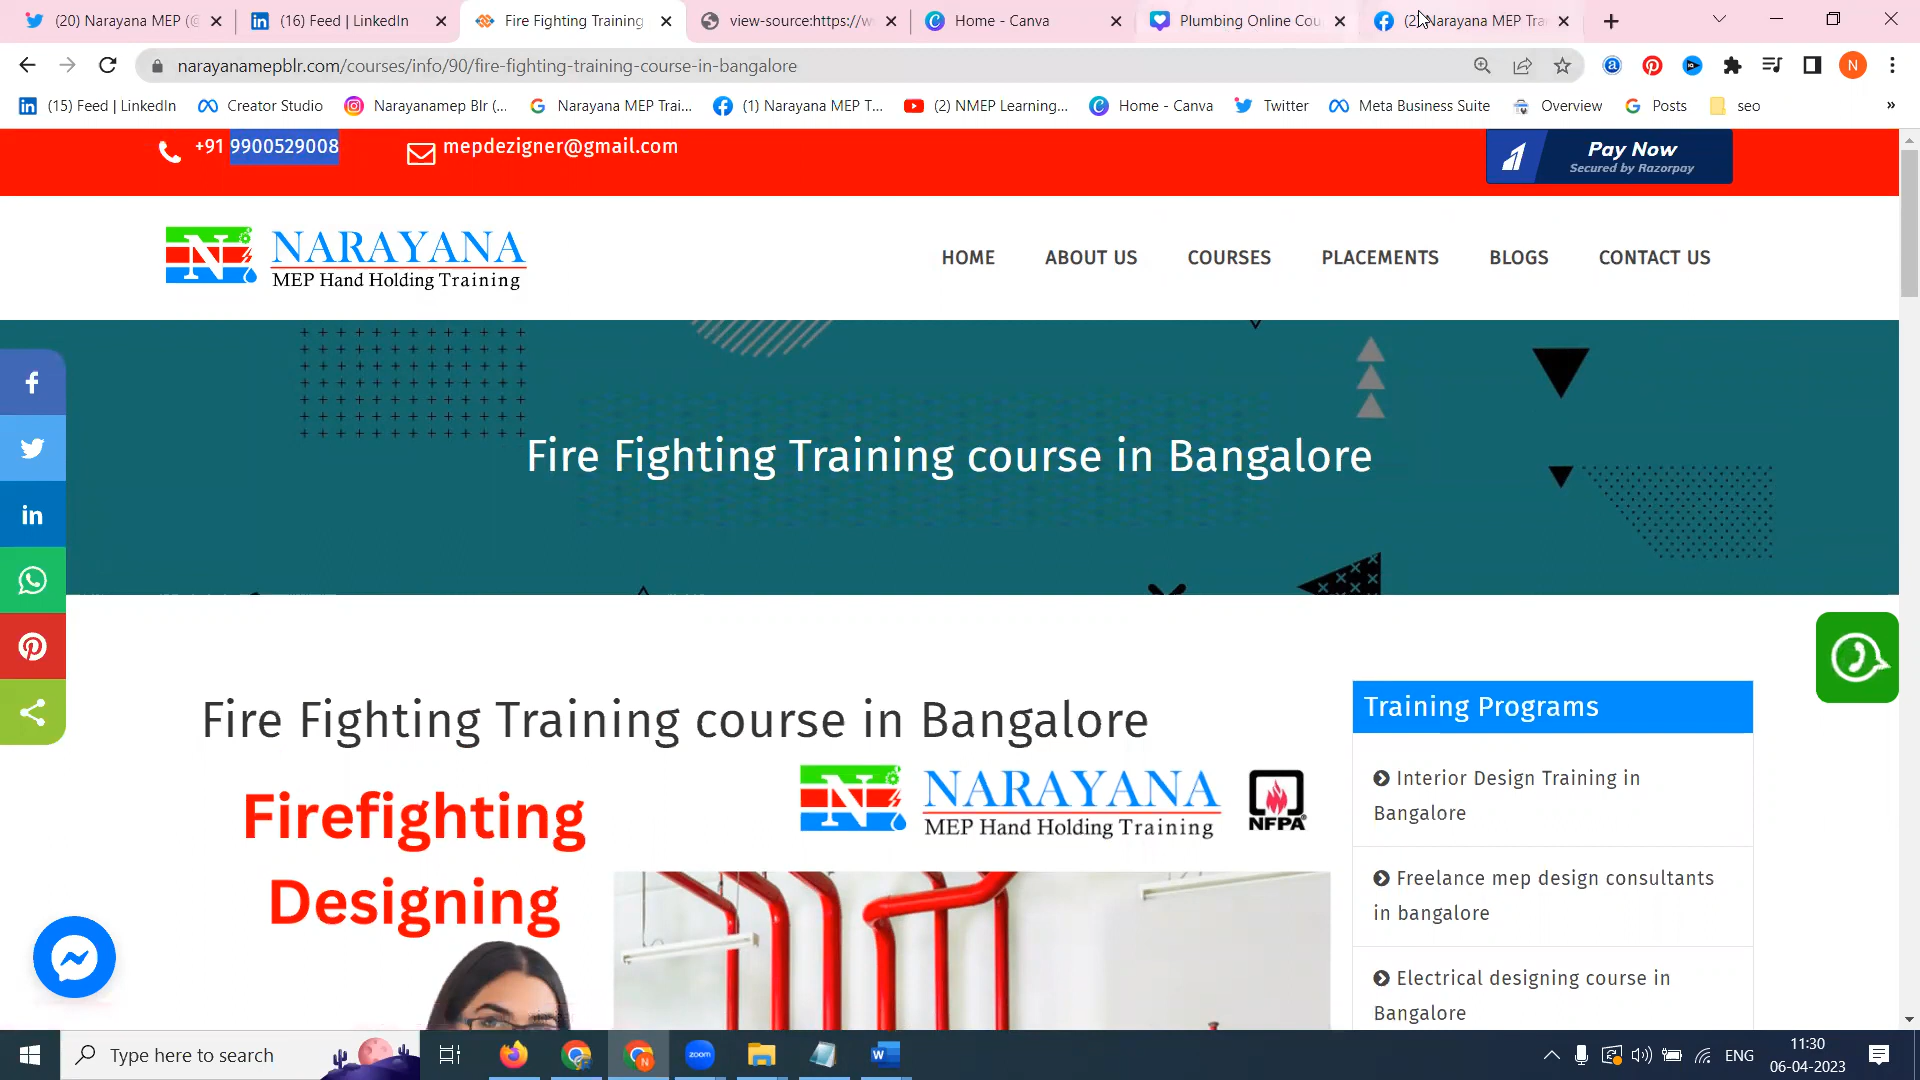 (20) Narayana MEP (@
(16) Feed | LinkedIn
Fire Fighting Training
view-source:https://w
Home - Canva
Plumbing Online Cou
Narayana MEP Tra
narayanamepblr.com/courses/info/90/fire-fighting-training-course-in-bangalore
N
(15) Feed | LinkedIn
Creator Studio
Narayanamep Blr (...
Narayana MEP Trai...
(1) Narayana MEP T...
(2) NMEP Learning...
Home - Canva
Twitter
Meta Business Suite
Overview
Posts
seo
»
+91 9900529008
mepdezigner@gmail.com
Pay Now
Secured by Razorpay
N NARAYANA
MEP Hand Holding Training
HOME
ABOUT US
COURSES
PLACEMENTS
BLOGS
CONTACT US
Fire Fighting Training course in Bangalore
Fire Fighting Training course in Bangalore
Training Programs
Firefighting
Designing
N NARAYANA
MEP Hand Holding Training
NFPA
Interior Design Training in
Bangalore
Freelance mep design consultants
in bangalore
Electrical designing course in
Bangalore
Type here to search
zoom
ENG
11:30
06-04-2023